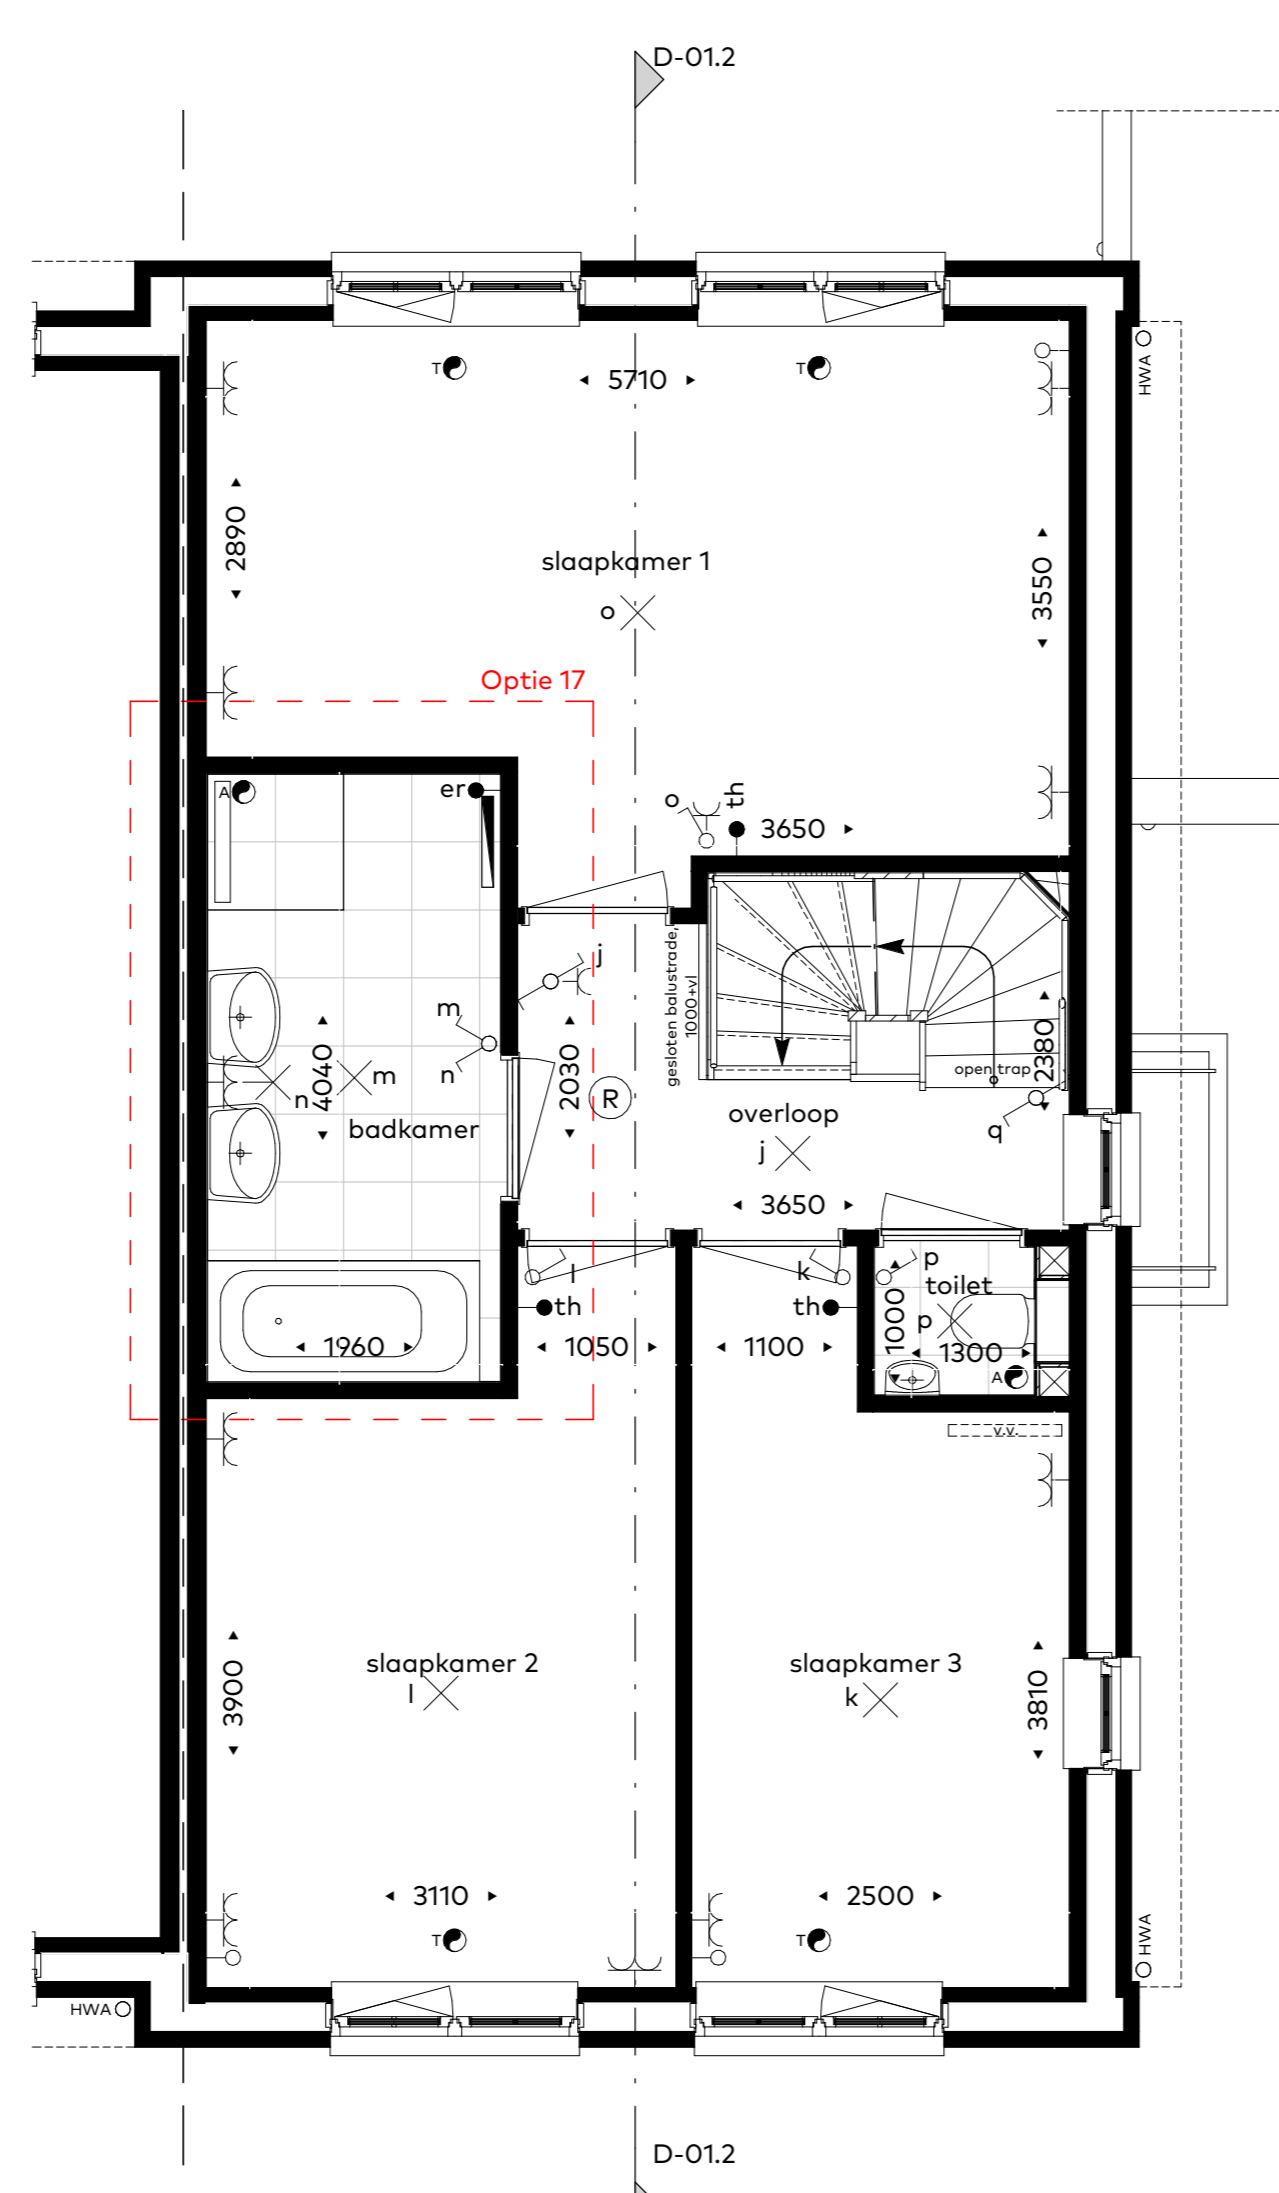 D-01.2
HWA
T
T
5710
2890
3550
slaapkamer 1
o
Optie 17
A
er
o
th
3650
j
gesloten balustrade,
1000+vl
m
n
4040
m
n
badkamer
2030
R
2380
open trap
overloop
j
q
3650
l
k
p
toilet
th
th
1000
p
1960
1050
1100
1300
A
v.v.
slaapkamer 2
l
slaapkamer 3
k
3900
3810
3110
2500
T
T
HWA
HWA
D-01.2